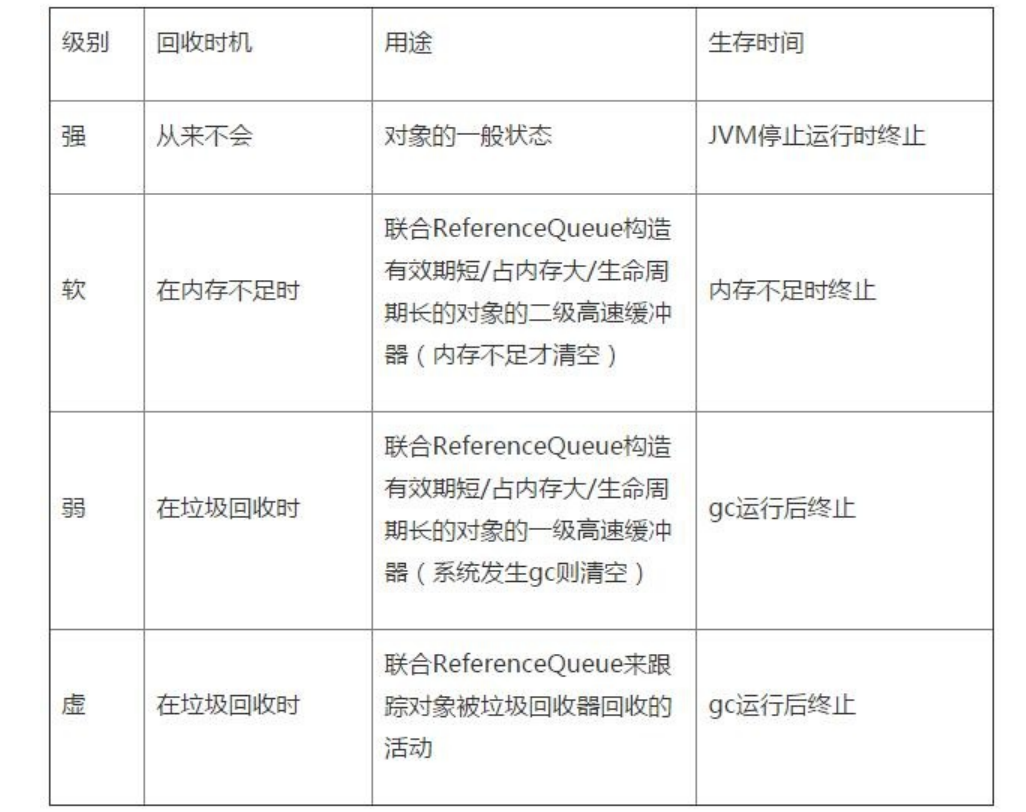 级别 回收时机 用途 生存时间
强 从来不会 对象的一般状态 JVM停止运行时终止
软 在内存不足时 联合ReferenceQueue构造
有效期短/占内存大/生命周
期长的对象的二级高速缓冲
器（内存不足才清空） 内存不足时终止
弱 在垃圾回收时 联合ReferenceQueue构造
有效期短/占内存大/生命周
期长的对象的一级高速缓冲
器（系统发生gc则清空） gc运行后终止
虚 在垃圾回收时 联合ReferenceQueue来跟
踪对象被垃圾回收器回收的
活动 gc运行后终止